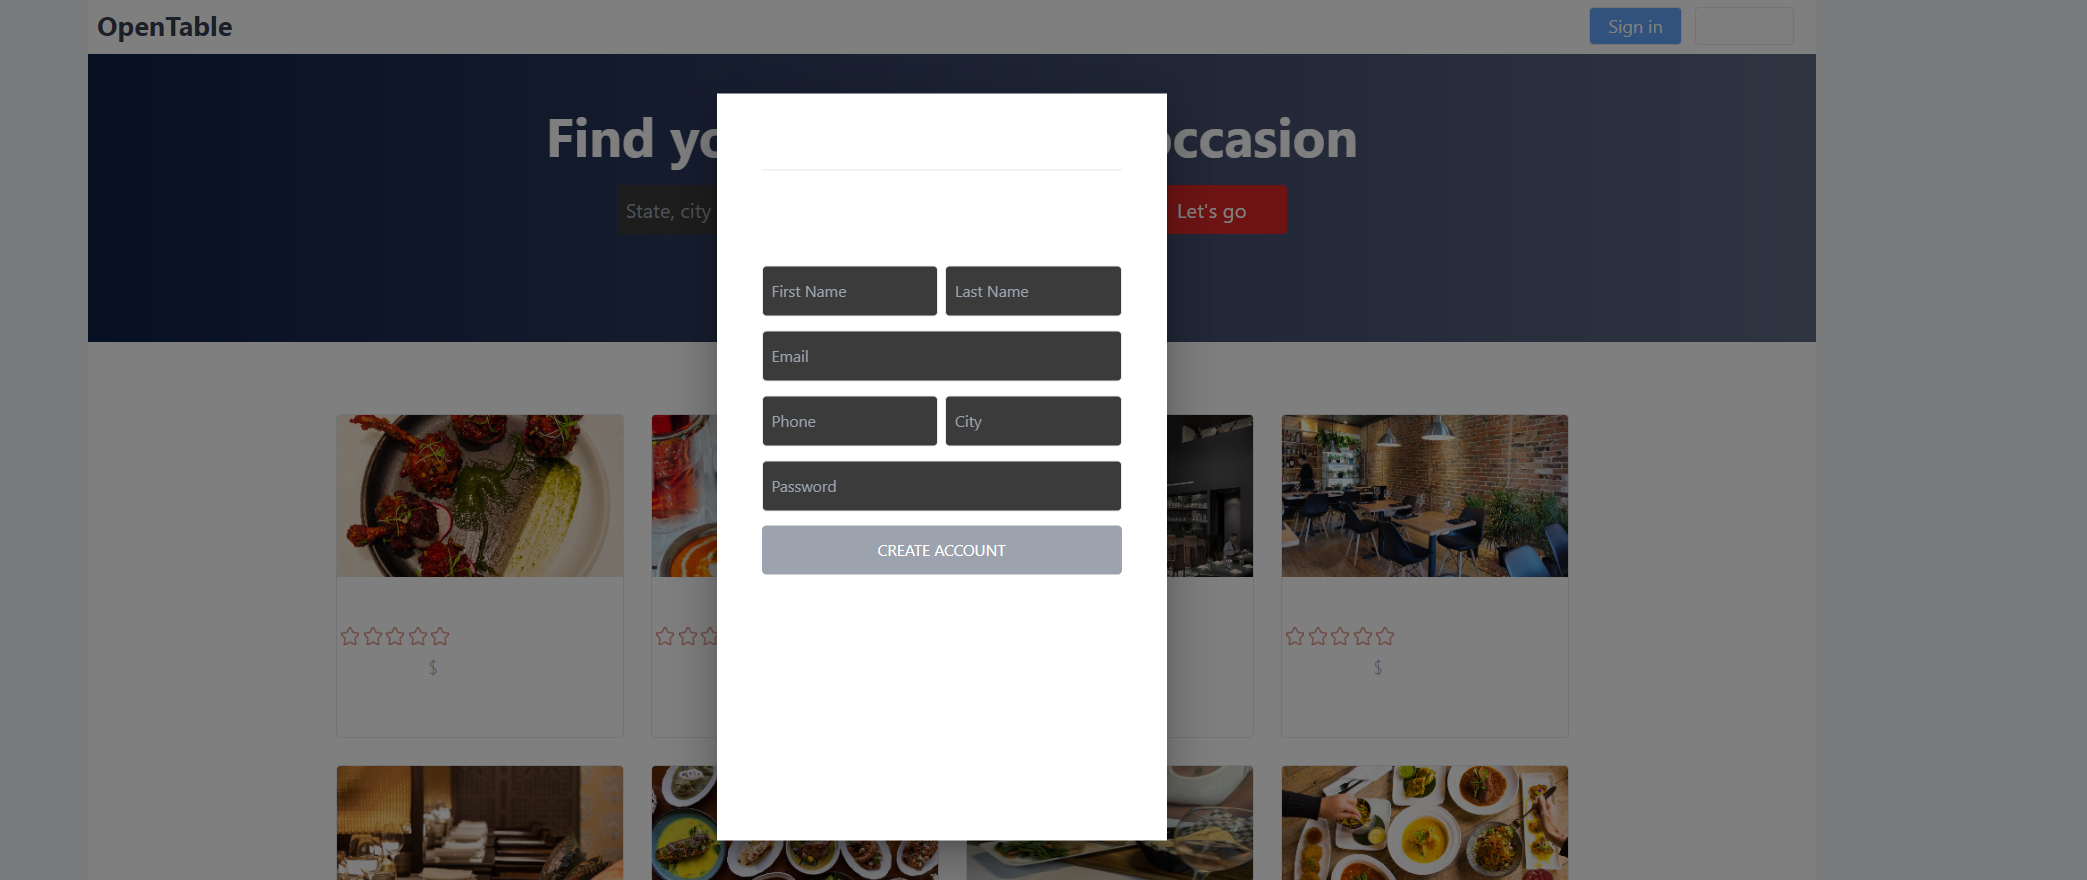 OpenTable
Sign in
Find yo
occasion
State, city
Let's go
First Name
Last Name
Email
Phone
City
Password
CREATE ACCOUNT
$
$